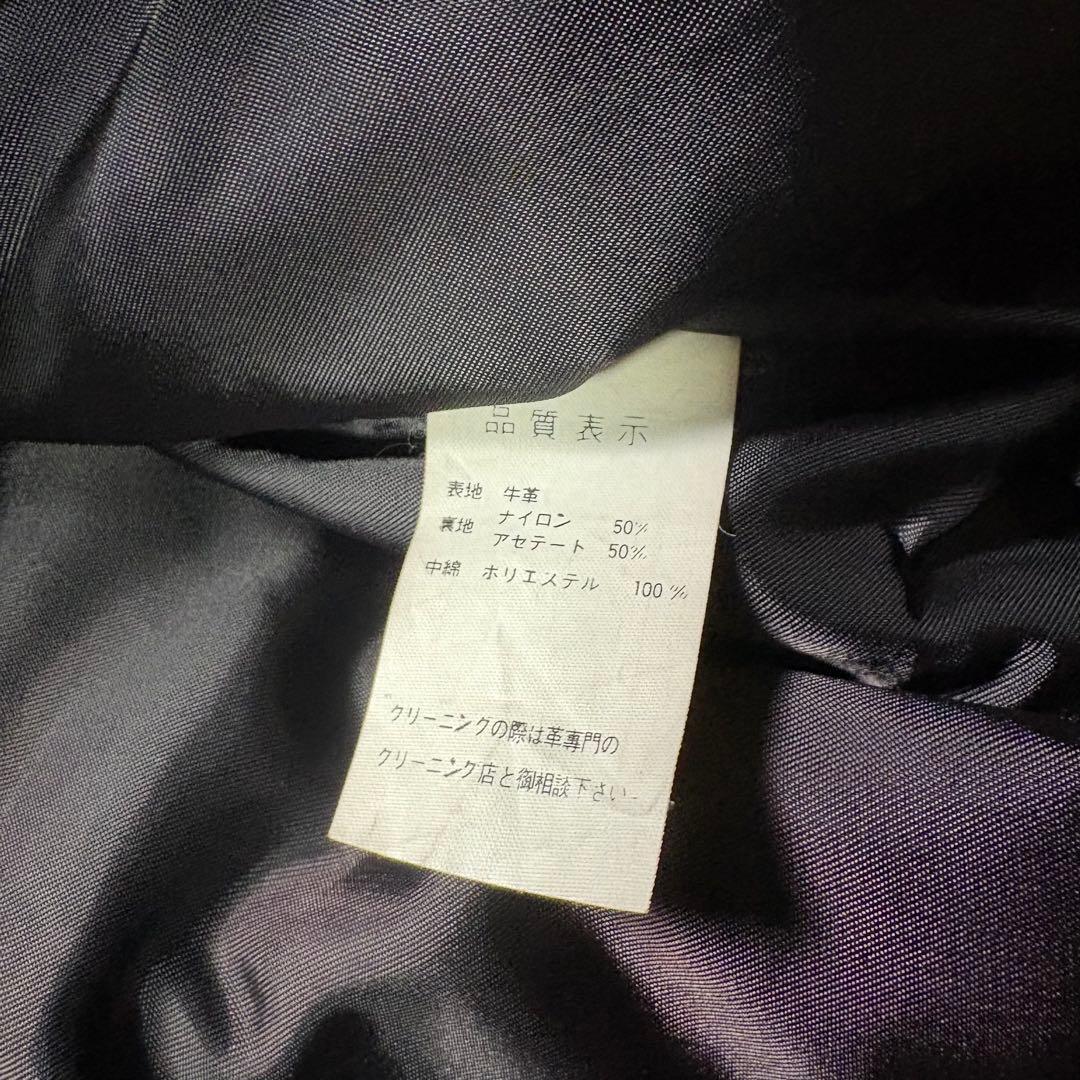 品質表示
表地 牛革
裏地 ナイロン 50%
アセテート 50%
中綿 ポリエステル 100%
クリーニングの際は革専門の
クリーニング店と御相談下さい-